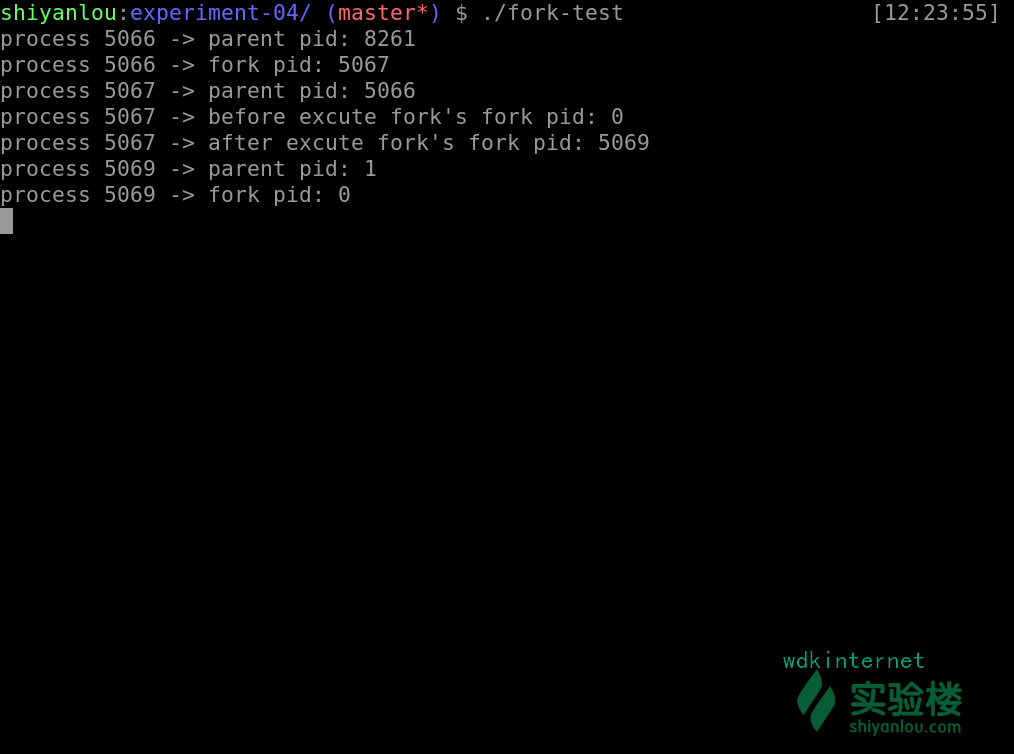 shiyanlou:experiment-04/ (master*) $ ./fork-test [12:23:55]
process 5066 -> parent pid: 8261
process 5066 -> fork pid: 5067
process 5067 -> parent pid: 5066
process 5067 -> before excute fork's fork pid: 0
process 5067 -> after excute fork's fork pid: 5069
process 5069 -> parent pid: 1
process 5069 -> fork pid: 0
wdkinternet
实验楼
shiyanlou.com